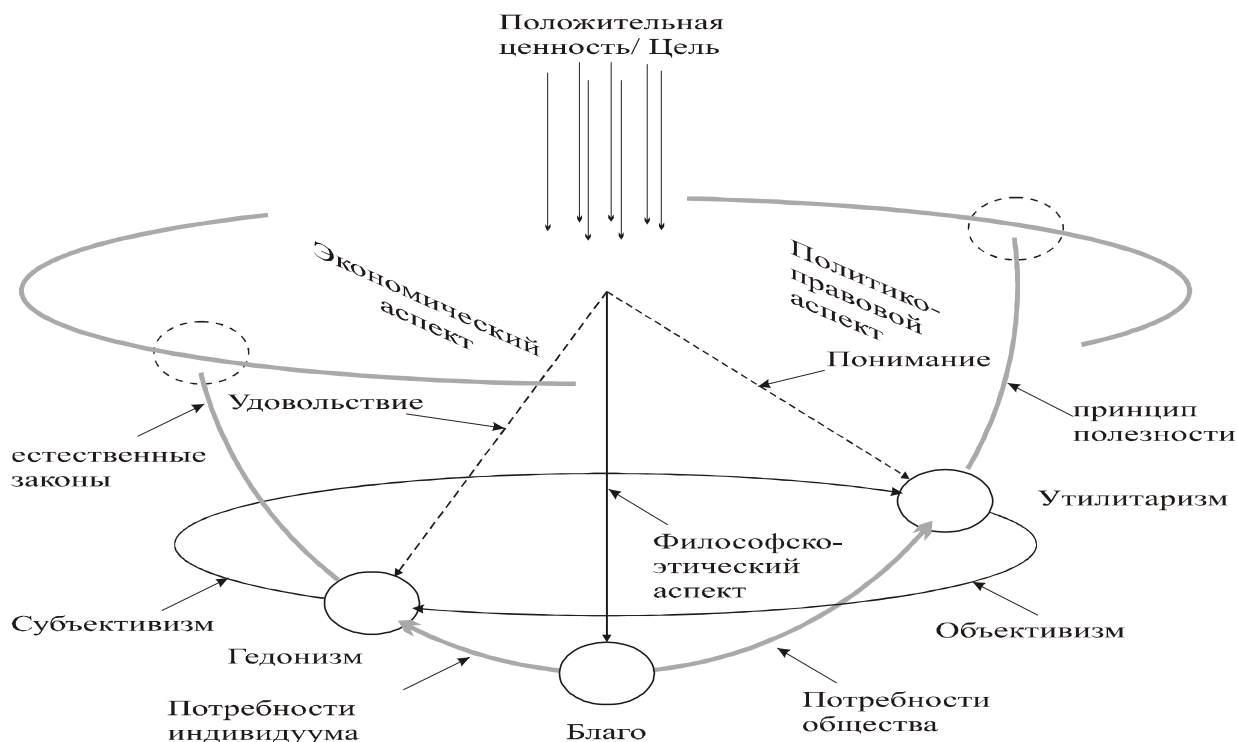 Положительная
ценность/ Цель
Экономический
аспект
Политико-
правовой
аспект
Понимание
Удовольствие
принцип
полезности
естественные
законы
Утилитаризм
Философско-
этический
аспект
Субъективизм
Объективизм
Гедонизм
Потребности
индивидуума
Потребности
общества
Благо